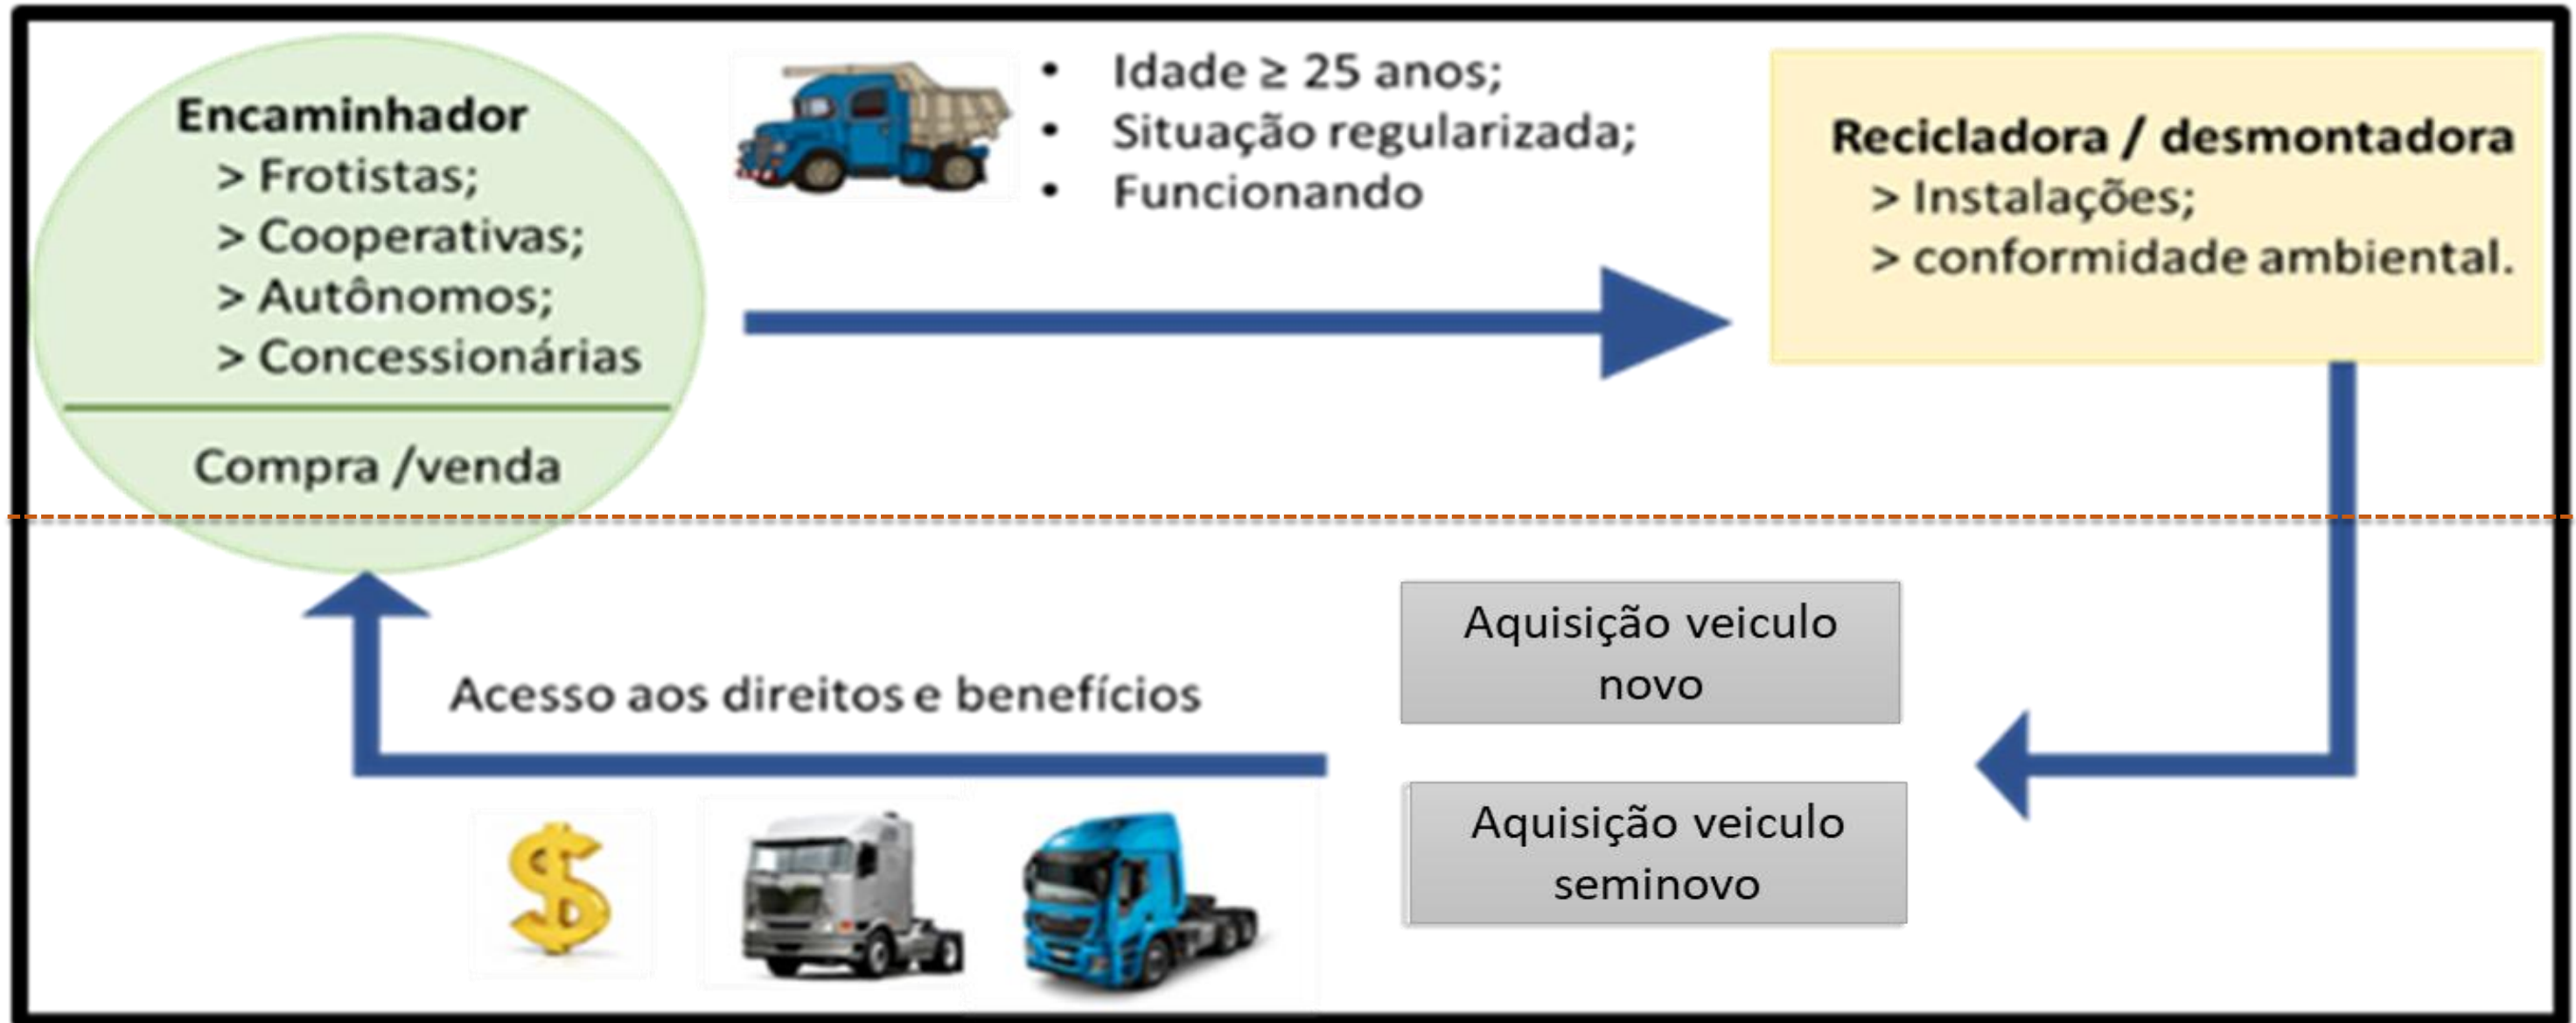 Encaminhador
> Frotistas;
> Cooperativas;
> Autônomos;
> Concessionárias
Compra /venda
• Idade ≥ 25 anos;
• Situação regularizada;
• Funcionando
Recicladora / desmontadora
> Instalações;
> conformidade ambiental.
Aquisição veiculo
novo
Aquisição veiculo
seminovo
Acesso aos direitos e benefícios
$